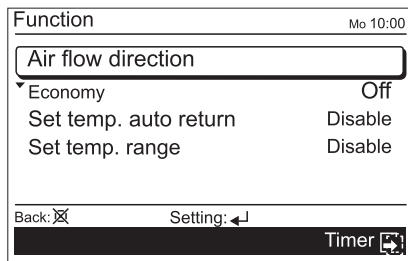 Function Mo 10:00
Air flow direction
Economy Off
Set temp. auto return Disable
Set temp. range Disable
Back: Setting:
Timer